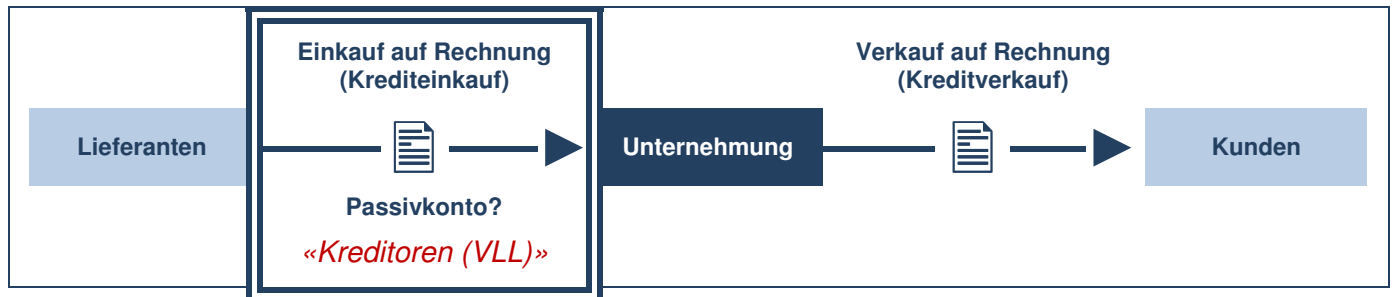 Einkauf auf Rechnung
(Krediteinkauf)
Verkauf auf Rechnung
(Kreditverkauf)
Lieferanten
Unternehmung
Kunden
Passivkonto?
«Kreditoren (VLL)»